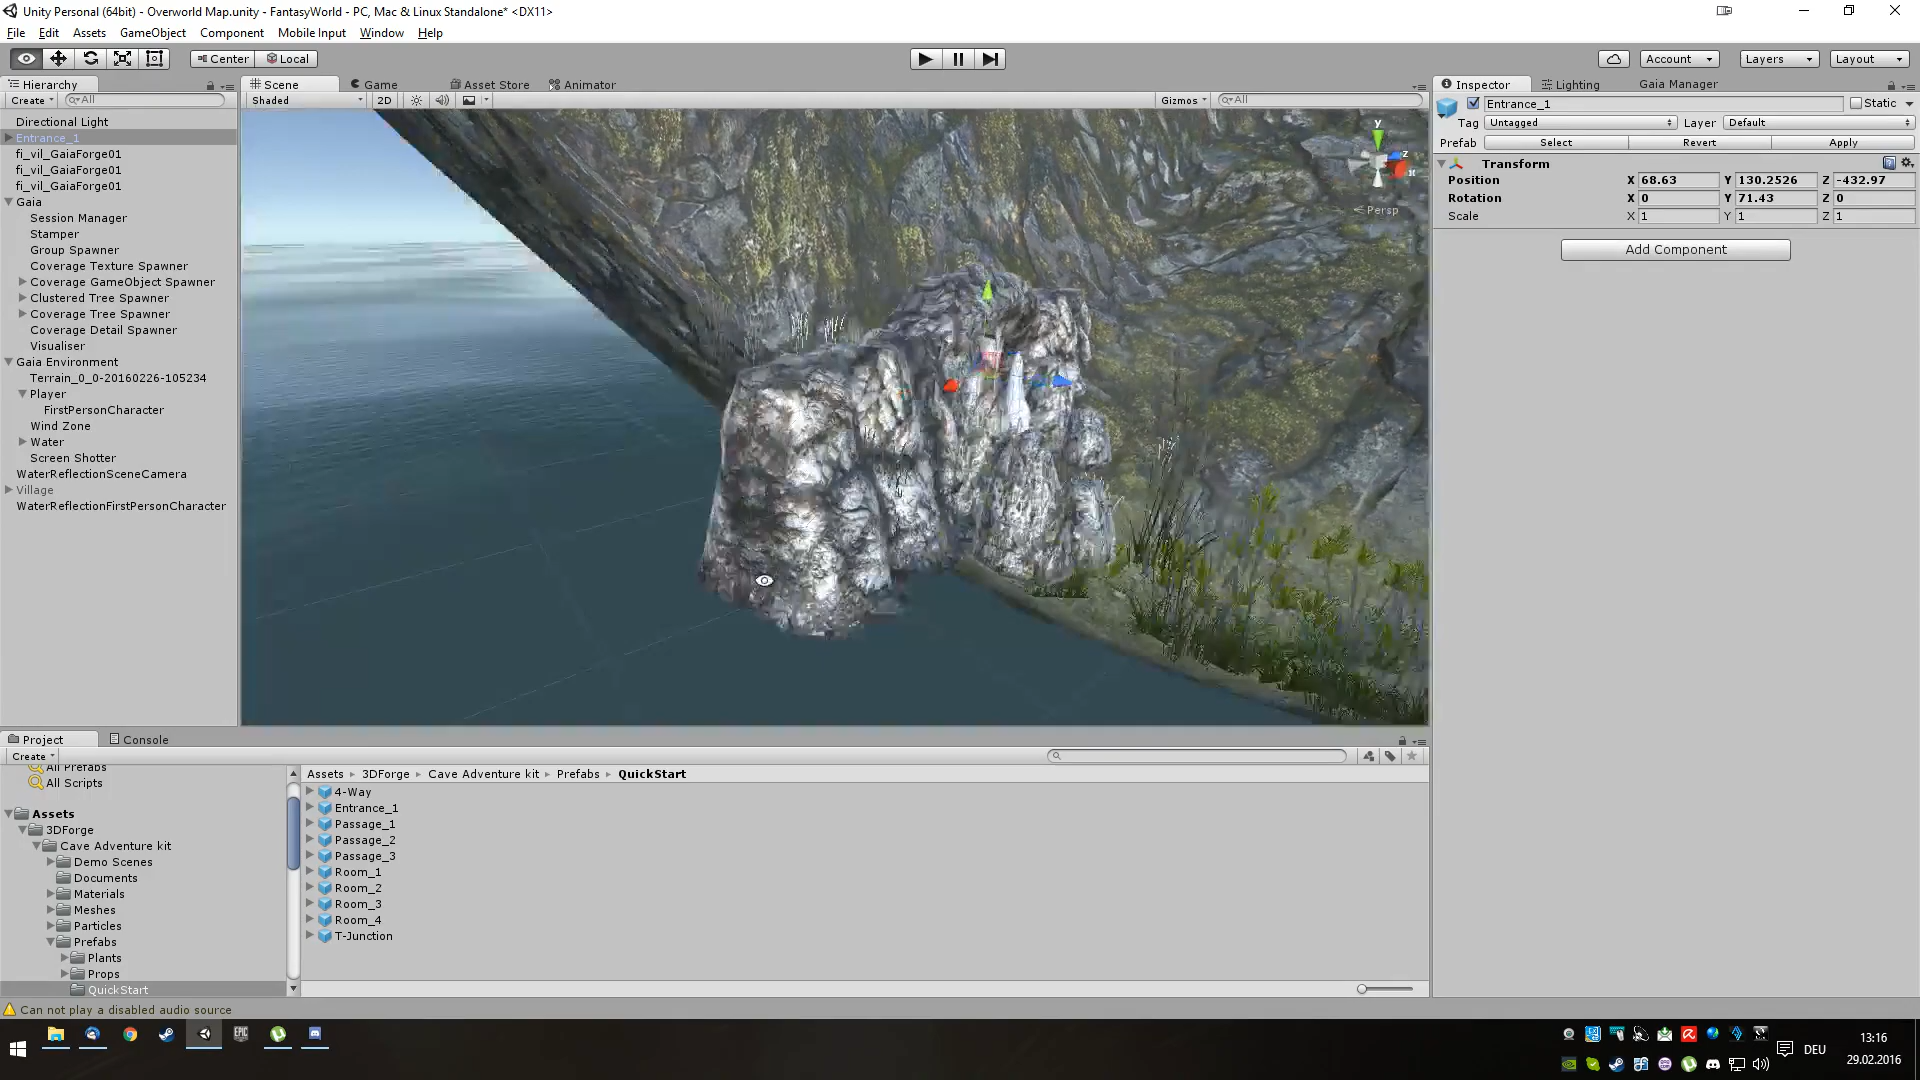 Unity Personal (64bit) - Overworld Map.unity - FantasyWorld - PC, Mac & Linux Standalone* <DX11>
File Edit Assets GameObject Component Mobile Input Window Help
Center Local Account Layers Layout
Hierarchy
Create All
Directional Light
Entrance_1
fi_vil_GaiaForge01
fi_vil_GaiaForge01
fi_vil_GaiaForge01
Gaia
Session Manager
Stamper
Group Spawner
Coverage Texture Spawner
Coverage GameObject Spawner
Clustered Tree Spawner
Coverage Tree Spawner
Coverage Detail Spawner
Visualiser
Gaia Environment
Terrain_0_0-20160226-105234
Player
FirstPersonCharacter
Wind Zone
Water
Screen Shotter
WaterReflectionSceneCamera
Village
WaterReflectionFirstPersonCharacter
Scene Game Asset Store Animator
Shaded 2D Gizmos All
y
z
x
Persp
Inspector Lighting Gaia Manager
Entrance_1 Static
Tag Untagged Layer Default
Prefab Select Revert Apply
Transform
Position X 68.63 Y 130.2526 Z -432.97
Rotation X 0 Y 71.43 Z 0
Scale X 1 Y 1 Z 1
Add Component
Project Console
Create
All Prefabs
All Scripts
Assets
3DForge
Cave Adventure kit
Demo Scenes
Documents
Materials
Meshes
Particles
Prefabs
Plants
Props
QuickStart
Assets 3DForge Cave Adventure kit Prefabs QuickStart
4-Way
Entrance_1
Passage_1
Passage_2
Passage_3
Room_1
Room_2
Room_3
Room_4
T-Junction
Can not play a disabled audio source
EPIC
DEU
13:16
29.02.2016